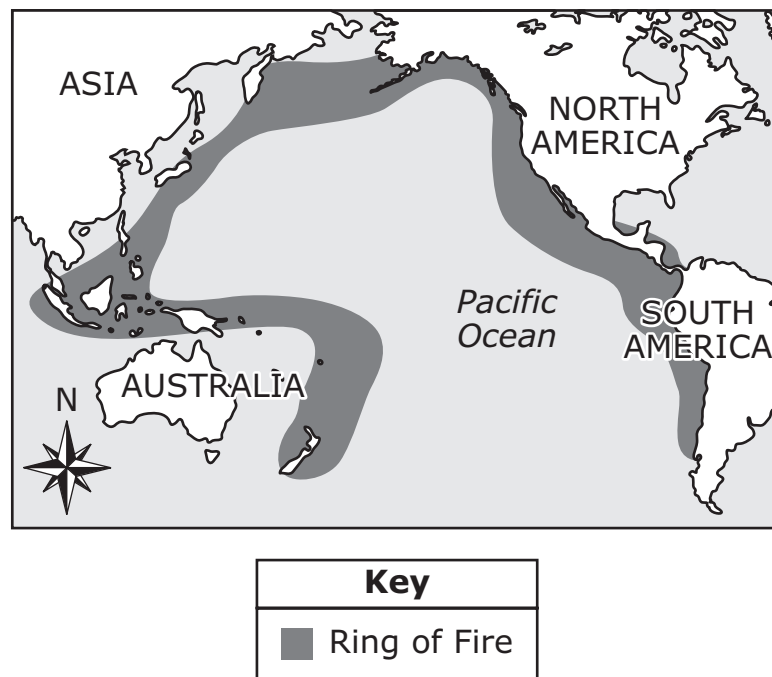 ASIA
NORTH
AMERICA
Pacific
Ocean
SOUTH
AMERICA
AUSTRALIA
N
Key
Ring of Fire